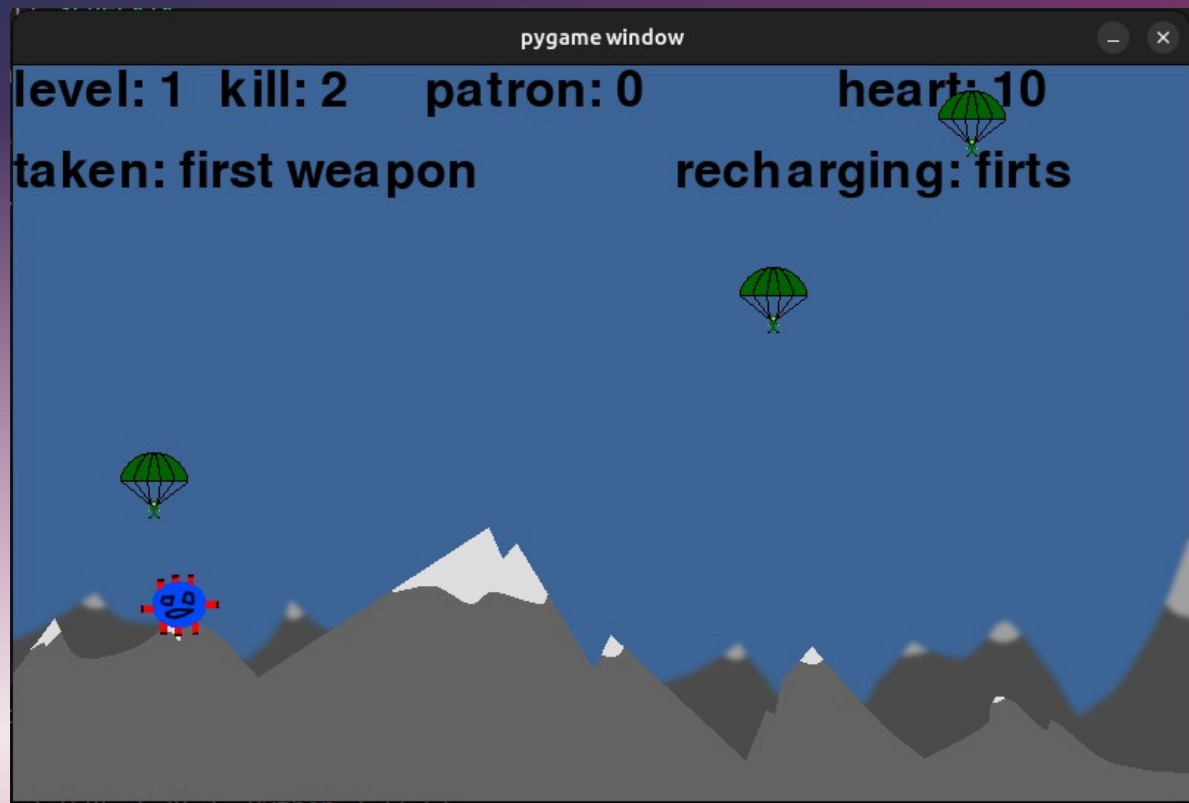 pygame window
level: 1 kill: 2 patron: 0 heart: 10
taken: first weapon recharging: firts